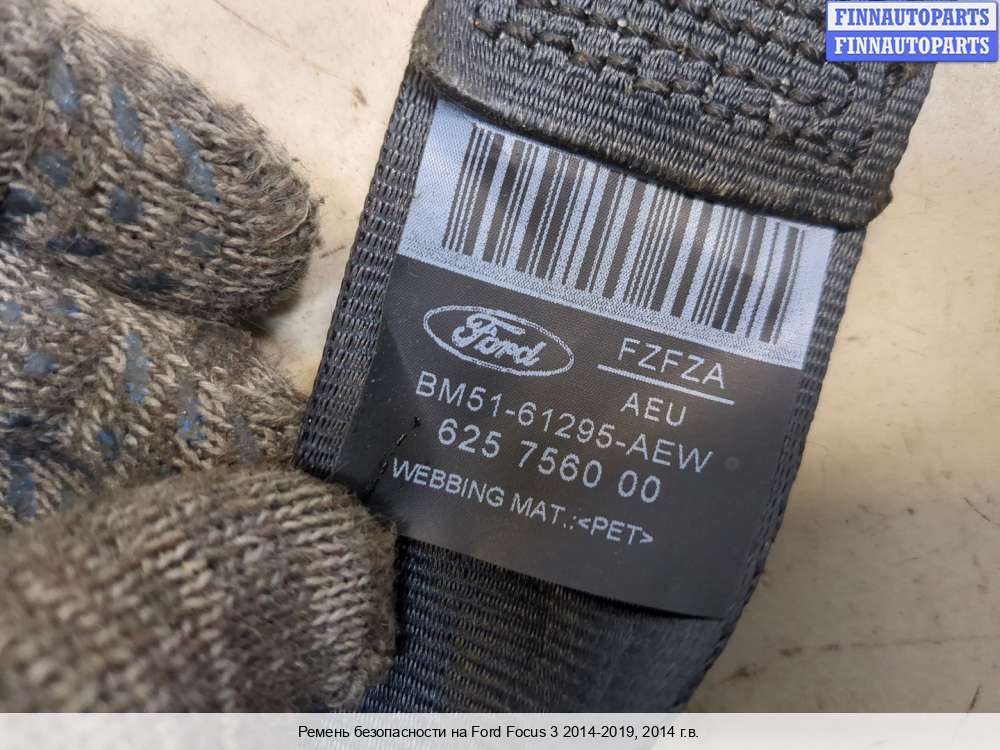 FINNAUTOPARTS
FINNAUTOPARTS
Ford
FZFZA
AEU
BM51-61295-AEW
625 7560 00
WEBBING MAT.:<PET>
Ремень безопасности на Ford Focus 3 2014-2019, 2014 г.в.